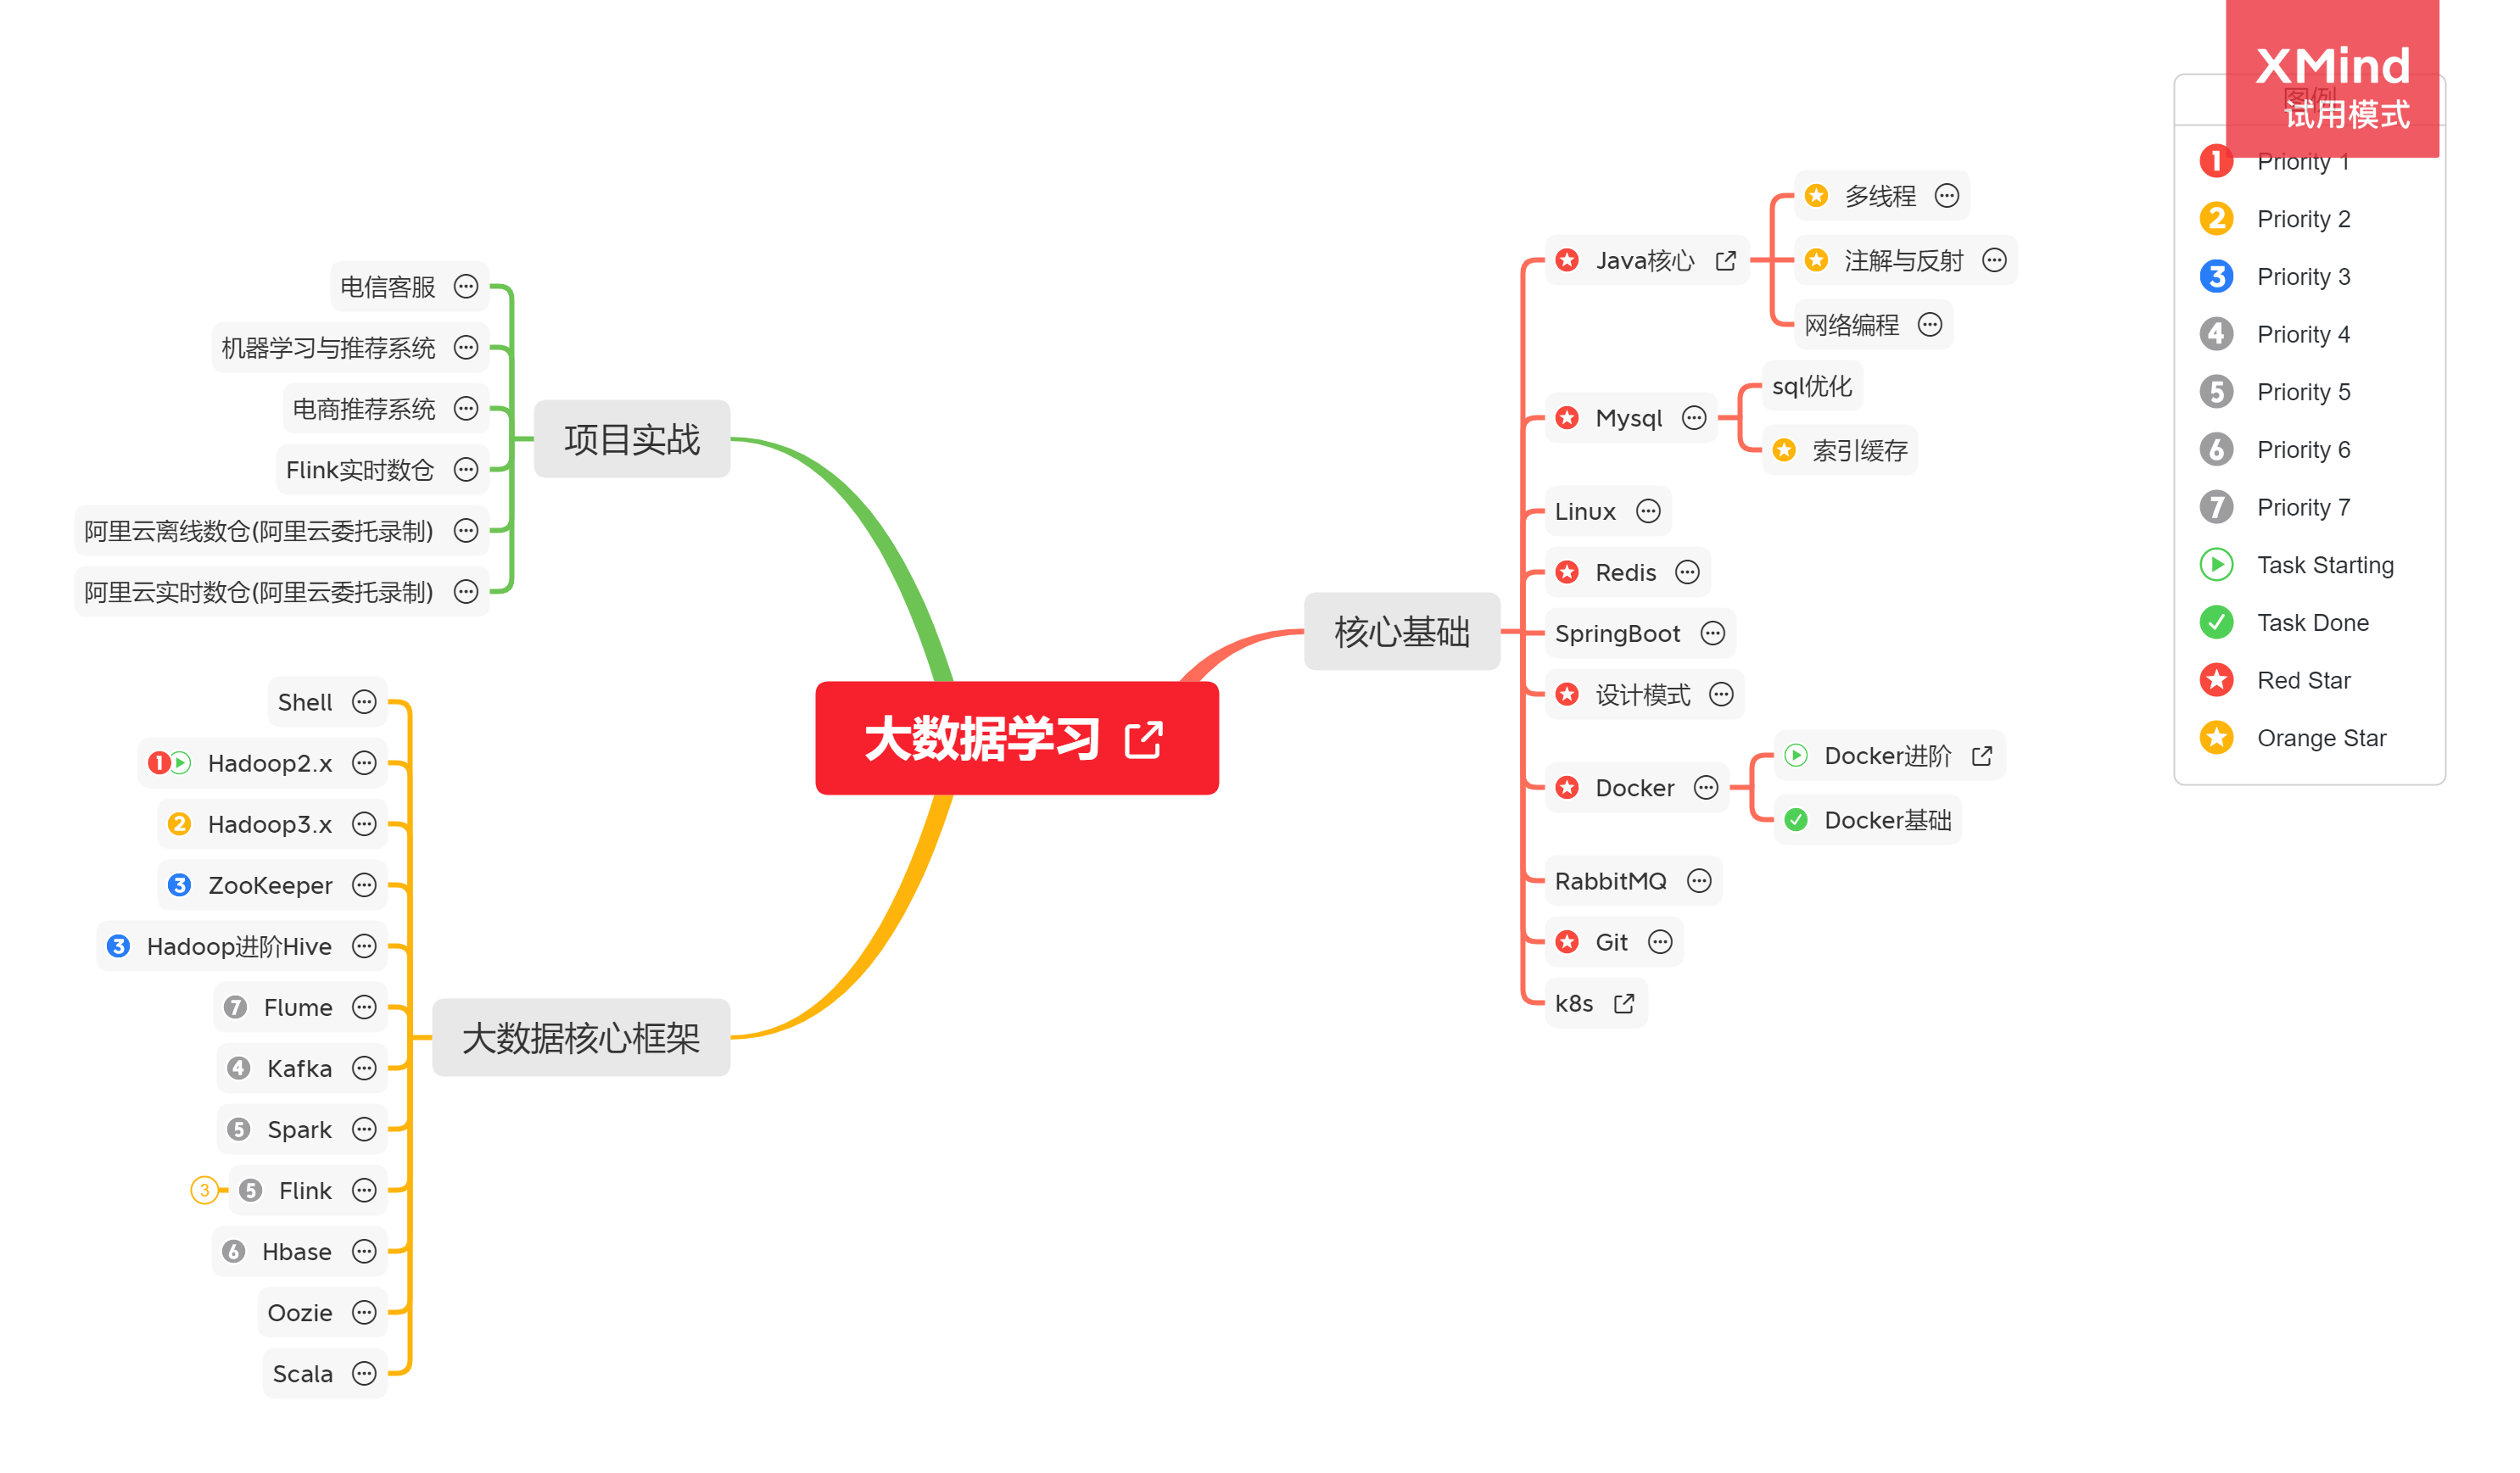 XMind
试用模式
图例
Priority 1
Priority 2
Priority 3
Priority 4
Priority 5
Priority 6
Priority 7
Task Starting
Task Done
Red Star
Orange Star
大数据学习
核心基础
Java核心
多线程
注解与反射
网络编程
Mysql
sql优化
索引缓存
Linux
Redis
SpringBoot
设计模式
Docker
Docker进阶
Docker基础
RabbitMQ
Git
k8s
项目实战
电信客服
机器学习与推荐系统
电商推荐系统
Flink实时数仓
阿里云离线数仓(阿里云委托录制)
阿里云实时数仓(阿里云委托录制)
大数据核心框架
Shell
1 Hadoop2.x
2 Hadoop3.x
3 ZooKeeper
3 Hadoop进阶Hive
7 Flume
4 Kafka
5 Spark
3 5 Flink
6 Hbase
Oozie
Scala